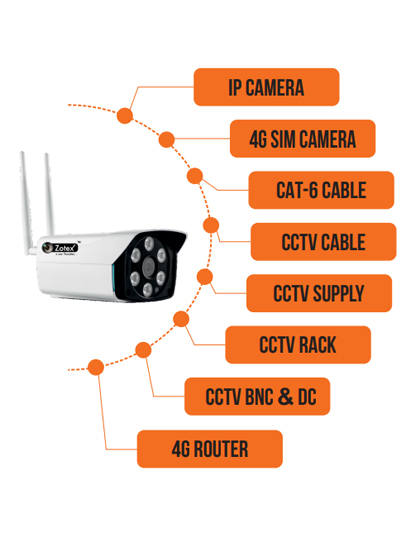 IP CAMERA
4G SIM CAMERA
CAT-6 CABLE
Zotex
CCTV CABLE
CCTV SUPPLY
CCTV RACK
CCTV BNC & DC
4G ROUTER